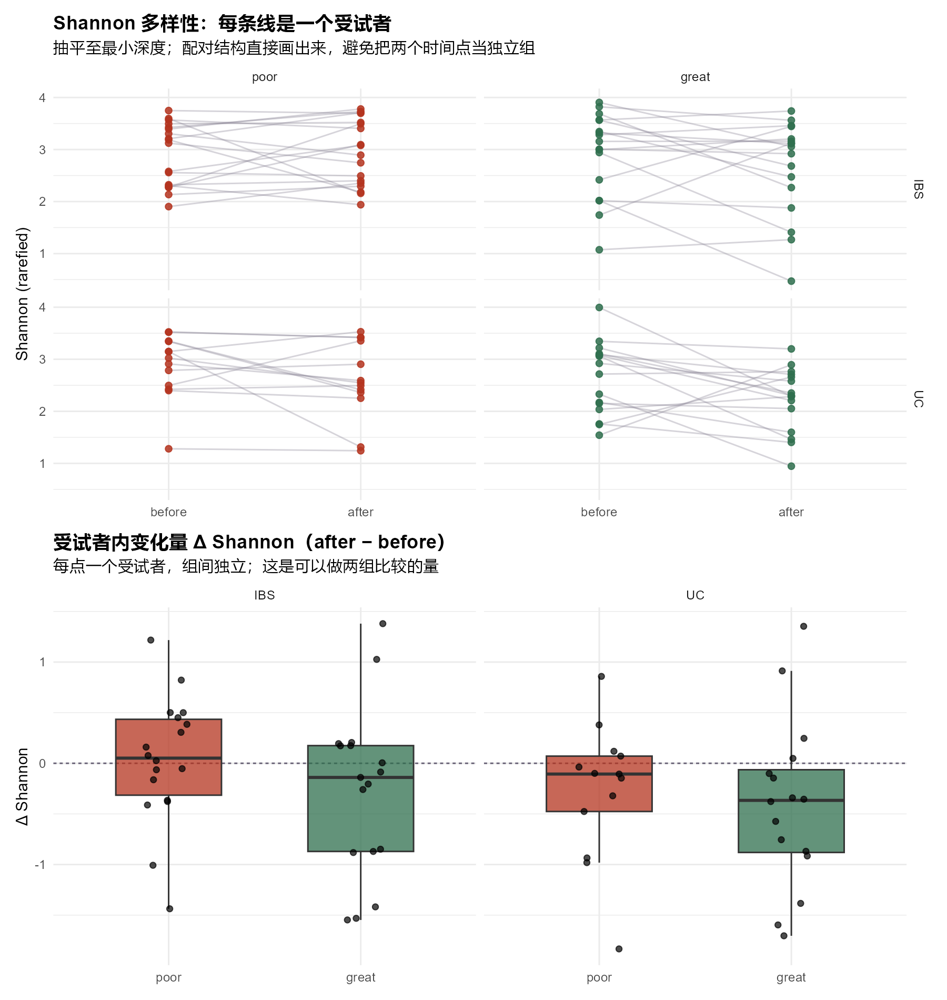 Shannon 多样性：每条线是一个受试者
抽平至最小深度；配对结构直接画出来，避免把两个时间点当独立组
poor
great
4
3
2
1
IBS
Shannon (rarefied)
4
3
2
1
UC
before
after
before
after
受试者内变化量 Δ Shannon（after − before）
每点一个受试者，组间独立；这是可以做两组比较的量
IBS
UC
1
0
-1
Δ Shannon
poor
great
poor
great